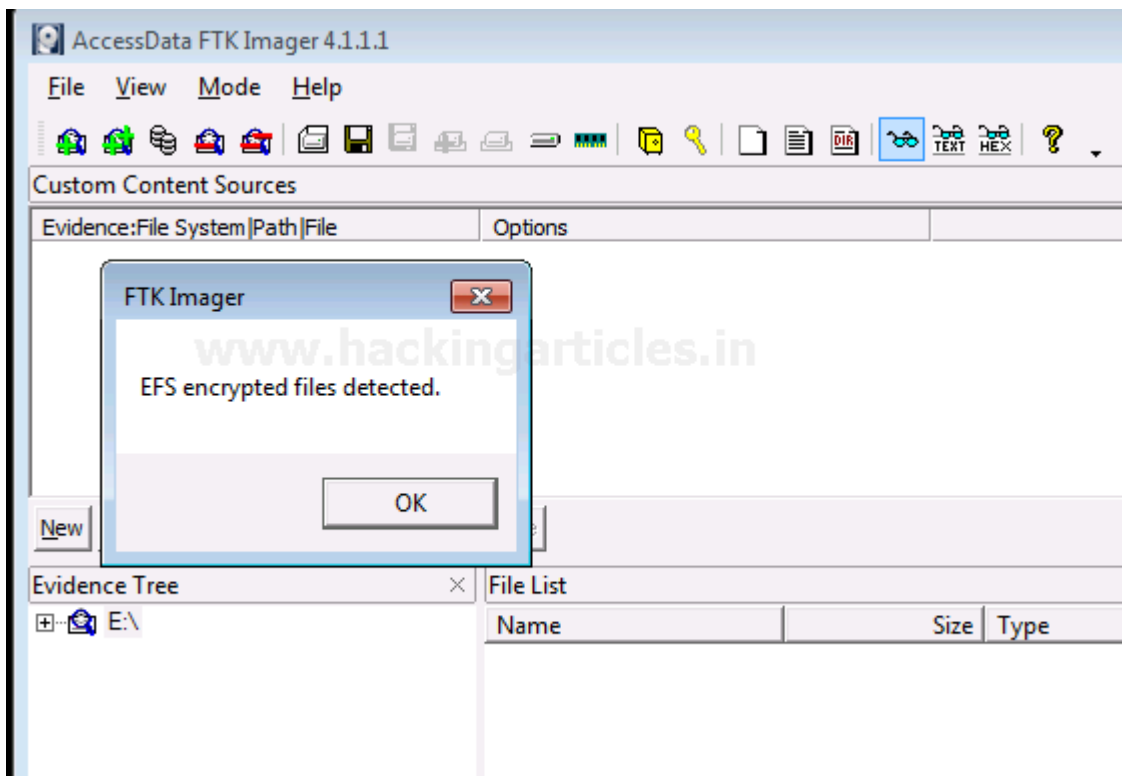 AccessData FTK Imager 4.1.1.1
File View Mode Help
DIR TEXT HEX
Custom Content Sources
Evidence:File System|Path|File Options
FTK Imager
www.hackingarticles.in
EFS encrypted files detected.
OK
New
Evidence Tree File List
E:\ Name Size Type